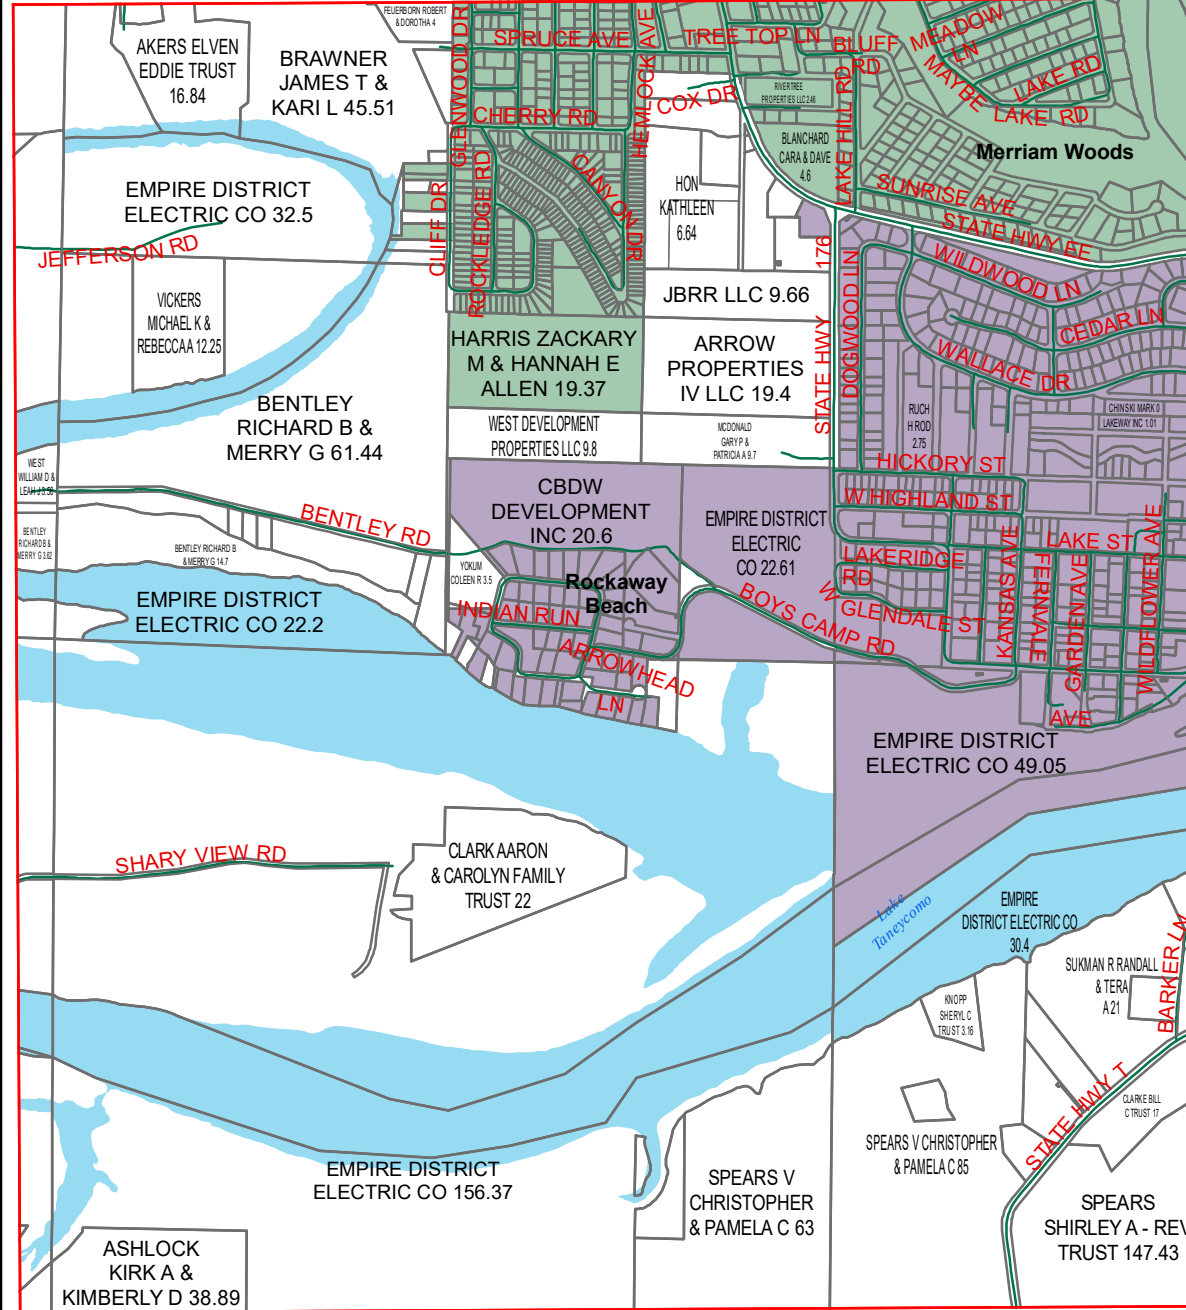 FEUERBORN ROBERT
& DOROTHA 4
AKERS ELVEN
EDDIE TRUST
16.84
BRAWNER
JAMES T &
KARI L 45.51
GLENWOOD DR
SPRUCE AVE
HEMLOCK AVE
TREE TOP LN
BLUFF
RD
MEADOW
LN
MAYBE
LAKE RD
LAKE RD
COX DR
RIVERTREE
PROPERTIES LLC 2.46
LAKE HILL RD
CHERRY RD
BLANCHARD
CARA & DAVE
4.6
Merriam Woods
EMPIRE DISTRICT
ELECTRIC CO 32.5
JEFFERSON RD
CLIFF DR
ROCKLEDGE RD
CANYON DR
HON
KATHLEEN
6.64
SUNRISE AVE
STATE HWY EE
STATE HWY 176
DOGWOOD LN
WILDWOOD LN
CEDAR LN
WALLACE DR
VICKERS
MICHAEL K &
REBECCA A 12.25
JBRR LLC 9.66
HARRIS ZACKARY
M & HANNAH E
ALLEN 19.37
ARROW
PROPERTIES
IV LLC 19.4
BENTLEY
RICHARD B &
MERRY G 61.44
WEST DEVELOPMENT
PROPERTIES LLC 9.8
MCDONALD
GARY P &
PATRICIA A 9.7
RUCH
H ROD
2.75
CHINSKI MARK 0
LAKEWAY INC 1.01
HICKORY ST
WEST
WILLIAM D &
LEAH J 3.56
W HIGHLAND ST
CBDW
DEVELOPMENT
INC 20.6
EMPIRE DISTRICT
ELECTRIC
CO 22.61
BENTLEY RD
BENTLEY
RICHARD B &
MERRY G 3.62
BENTLEY RICHARD B
& MERRY G 14.7
YOKUM
COLEEN R 3.5
Rockaway
Beach
LAKERIDGE
RD
KANSAS AVE
FERNVALE
AVE
LAKE ST
GARDEN AVE
WILDFLOWER AVE
EMPIRE DISTRICT
ELECTRIC CO 22.2
INDIAN RUN
BOYS CAMP RD
W GLENDALE ST
ARROWHEAD
LN
EMPIRE DISTRICT
ELECTRIC CO 49.05
SHARY VIEW RD
CLARK AARON
& CAROLYN FAMILY
TRUST 22
Lake
Taneycomo
EMPIRE
DISTRICT ELECTRIC CO
30.4
SUKMAN R RANDALL
& TERA
A 21
BARKER LN
KNOPP
SHERYL C
TRUST 3.16
STATE HWY T
CLARKE BILL
C TRUST 17
SPEARS V CHRISTOPHER
& PAMELA C 85
EMPIRE DISTRICT
ELECTRIC CO 156.37
SPEARS V
CHRISTOPHER
& PAMELA C 63
SPEARS
SHIRLEY A - REV
TRUST 147.43
ASHLOCK
KIRK A &
KIMBERLY D 38.89